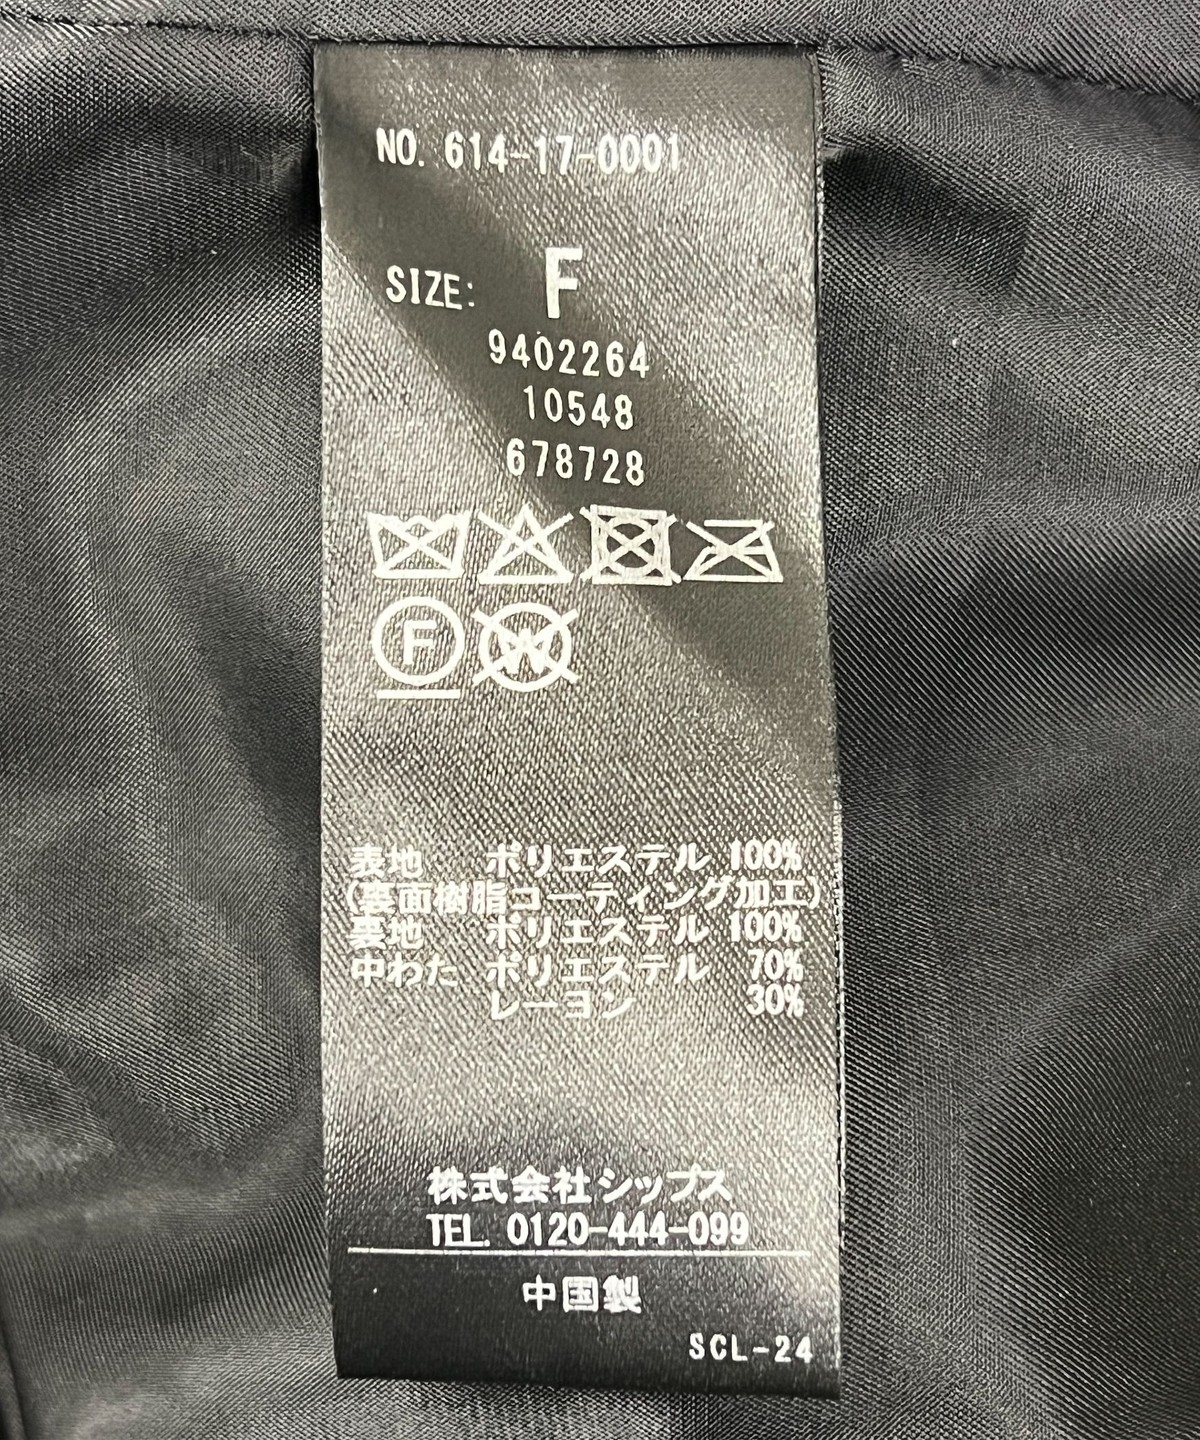 NO. 614-17-0001
SIZE: F
9402264
10548
678728
F W
表地 ポリエステル 100%
(裏面樹脂コーティング加工)
裏地 ポリエステル 100%
中わた ポリエステル 70%
レーヨン 30%
株式会社シップス
TEL. 0120-444-099
中国製
SCL-24